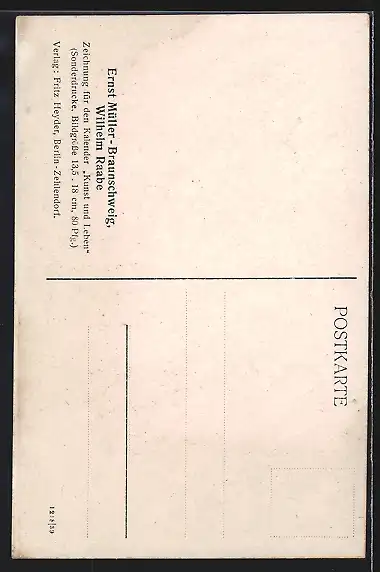 POSTKARTE
Ernst Müller-Braunschweig,
Wilhelm Raabe
Zeichnung für den Kalender „Kunst und Leben“
(Sonderdrucke, Bildgröße 13,5 . 18 cm, 80 Pfg.)
Verlag: Fritz Heyder, Berlin-Zehlendorf.